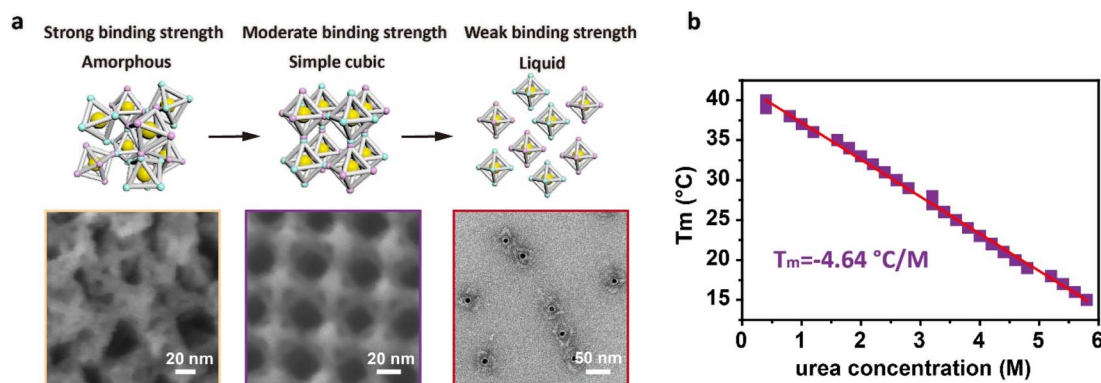 a
Strong binding strength Moderate binding strength Weak binding strength
Amorphous Simple cubic Liquid
20 nm 20 nm 50 nm
b
Tm (°C)
40
35
30
25
20
15
Tm=-4.64 °C/M
0 1 2 3 4 5 6
urea concentration (M)